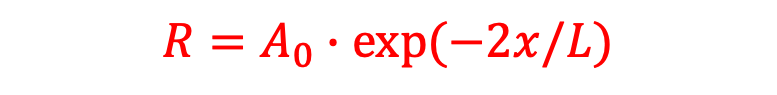 R = A₀ · exp(−2x/L)